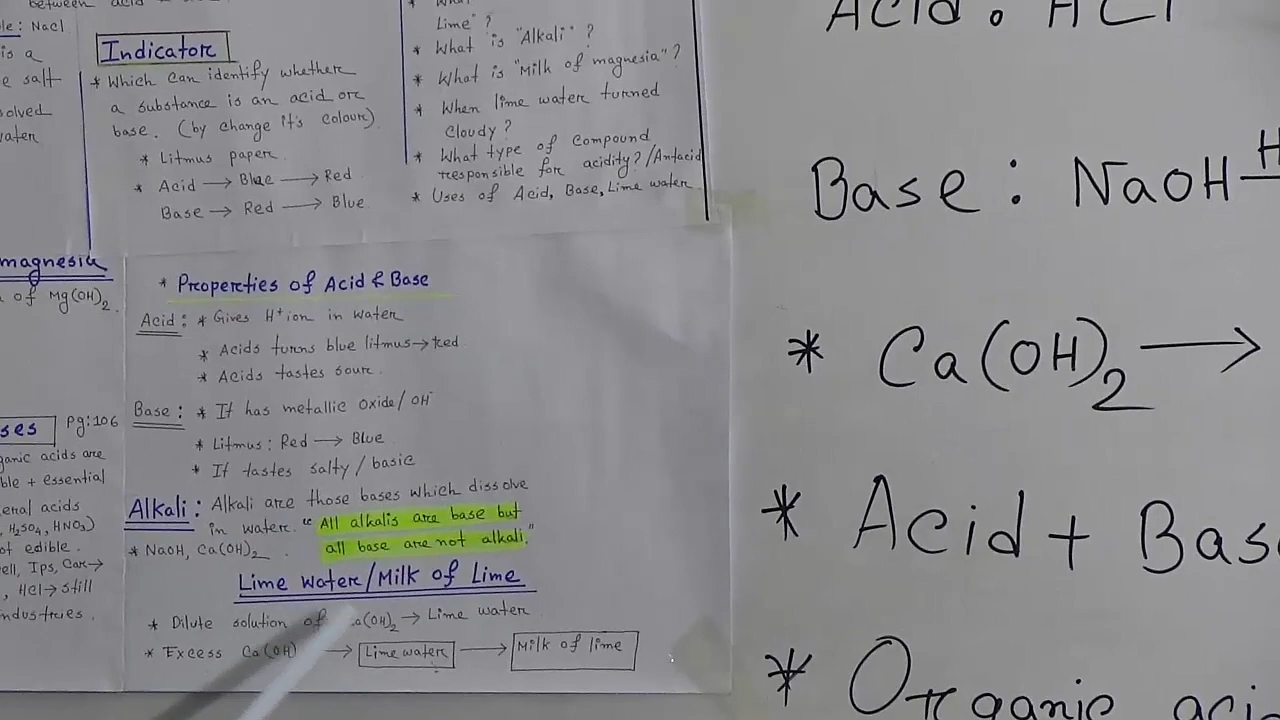 between acid
le: Nacl
is a
e salt
solved
water
Indicator
* Which can identify whether
a substance is an acid or
base. (by change it's colour)
* Litmus paper
* Acid → Blue → Red
Base → Red → Blue
Lime" ?
* What is "Alkali" ?
* What is "Milk of magnesia" ?
* When lime water turned
Cloudy ?
* What type of compound
responsible for acidity? /Antacid
* Uses of Acid, Base, Lime water
magnesia
of Mg(OH)2.
* Properties of Acid & Base
Acid: * Gives H+ ion in water
* Acids turns blue litmus → red
* Acids tastes sour.
Base: * It has metallic Oxide/ OH-
* Litmus: Red → Blue
* It tastes salty / basic
Alkali: Alkali are those bases which dissolve
in water. "All alkalis are base but
all base are not alkali."
* NaOH, Ca(OH)2.
Lime Water/Milk of Lime
* Dilute solution of Ca(OH)2 → Lime water
* Excess Ca(OH) → Lime water → Milk of lime
ses pg:106
ganic acids are
ble + essential
eral acids
H2SO4, HNO3)
ot edible.
ell, Ips, Car →
, HCl → still
industries.
Acid : HCl
Base : NaOH H
* Ca(OH)2 →
* Acid + Bas
* Organic aci